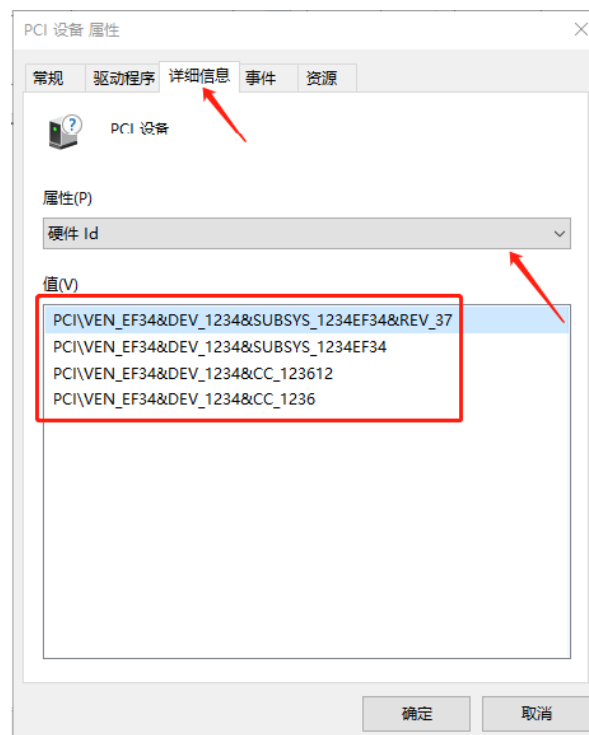 PCI 设备 属性
常规 驱动程序 详细信息 事件 资源
PCI 设备
属性(P)
硬件 Id
值(V)
PCI\VEN_EF34&DEV_1234&SUBSYS_1234EF34&REV_37
PCI\VEN_EF34&DEV_1234&SUBSYS_1234EF34
PCI\VEN_EF34&DEV_1234&CC_123612
PCI\VEN_EF34&DEV_1234&CC_1236
确定 取消